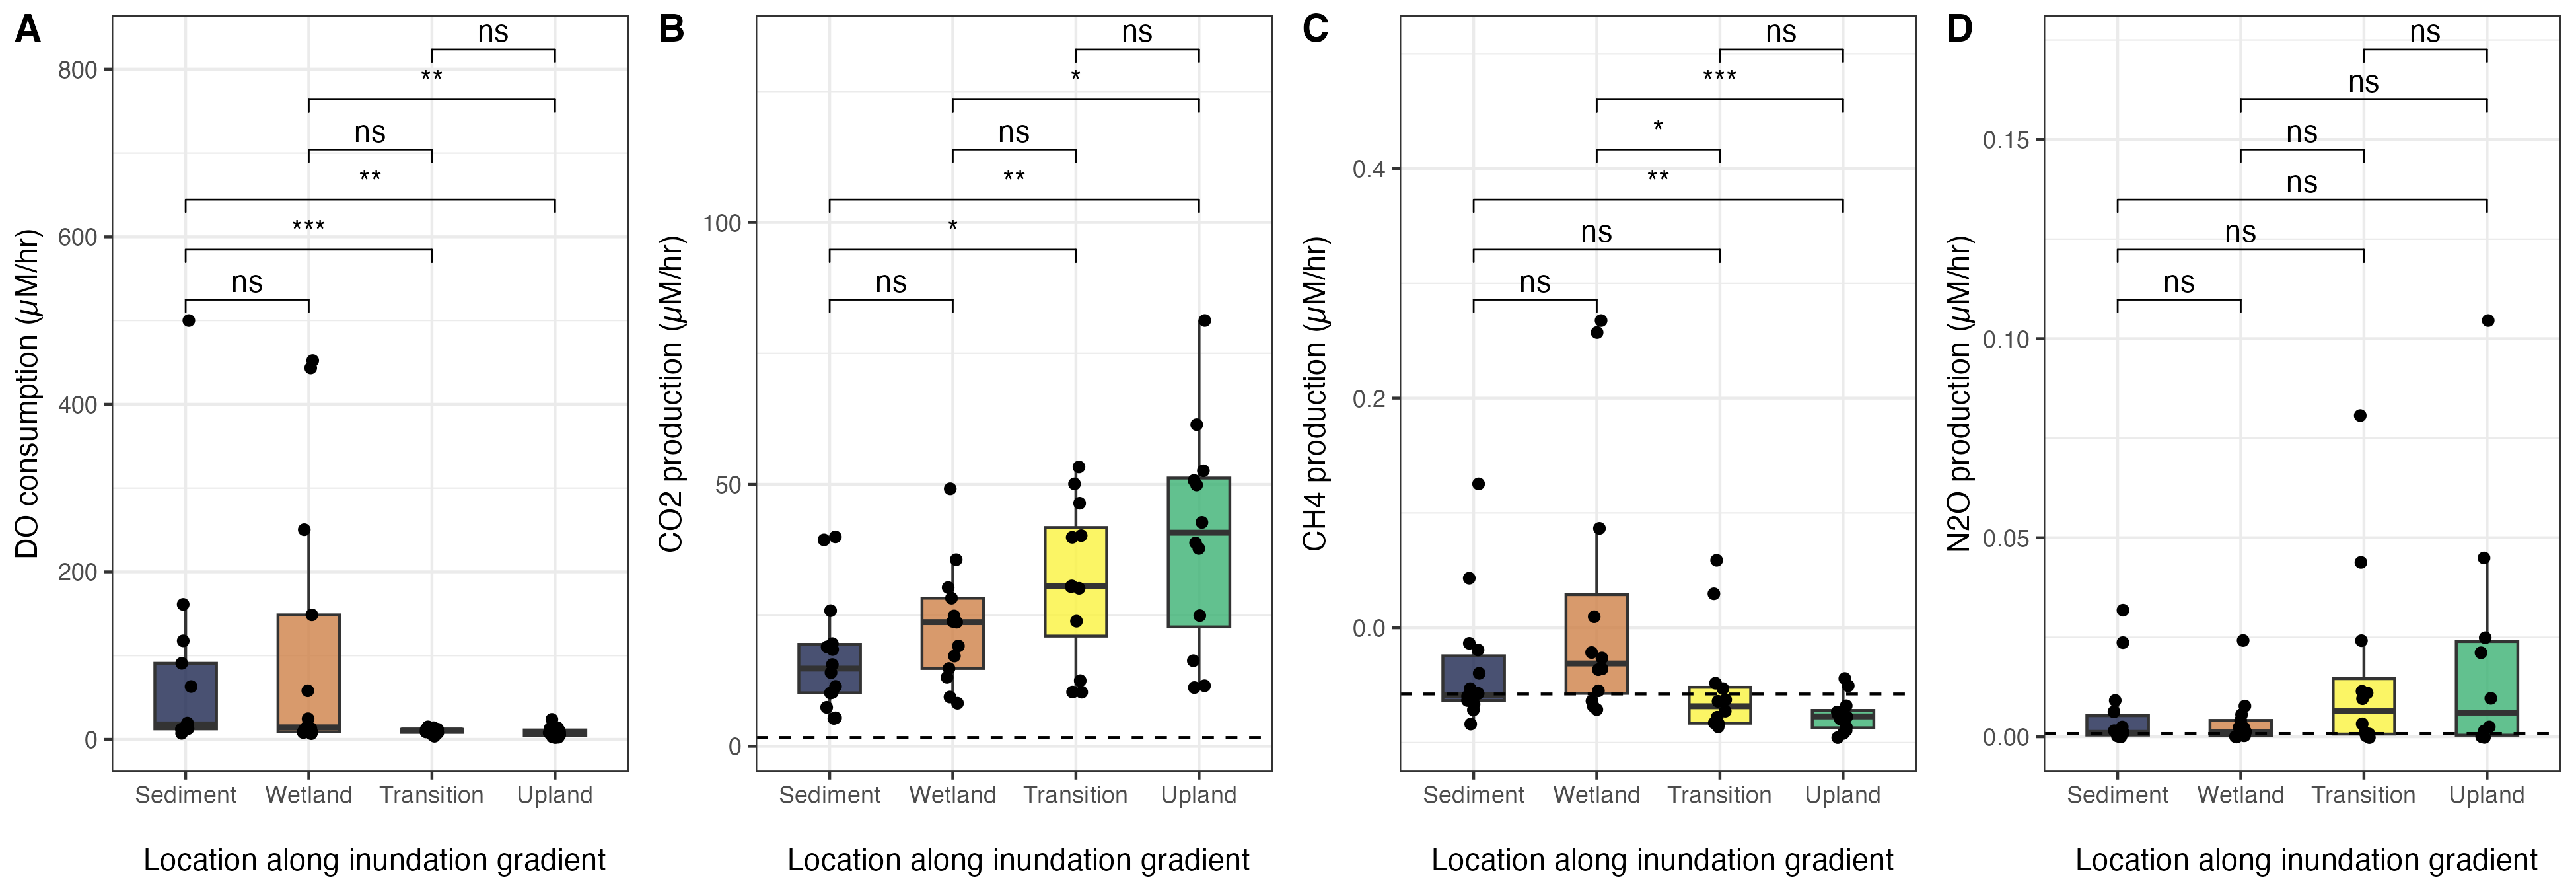 A
DO consumption (µM/hr)
800
600
400
200
0
ns
**
ns
**
***
ns
Sediment Wetland Transition Upland
Location along inundation gradient
B
CO2 production (µM/hr)
100
50
0
ns
*
ns
**
*
ns
Sediment Wetland Transition Upland
Location along inundation gradient
C
CH4 production (µM/hr)
0.4
0.2
0.0
ns
***
*
**
ns
ns
Sediment Wetland Transition Upland
Location along inundation gradient
D
N2O production (µM/hr)
0.15
0.10
0.05
0.00
ns
ns
ns
ns
ns
ns
Sediment Wetland Transition Upland
Location along inundation gradient